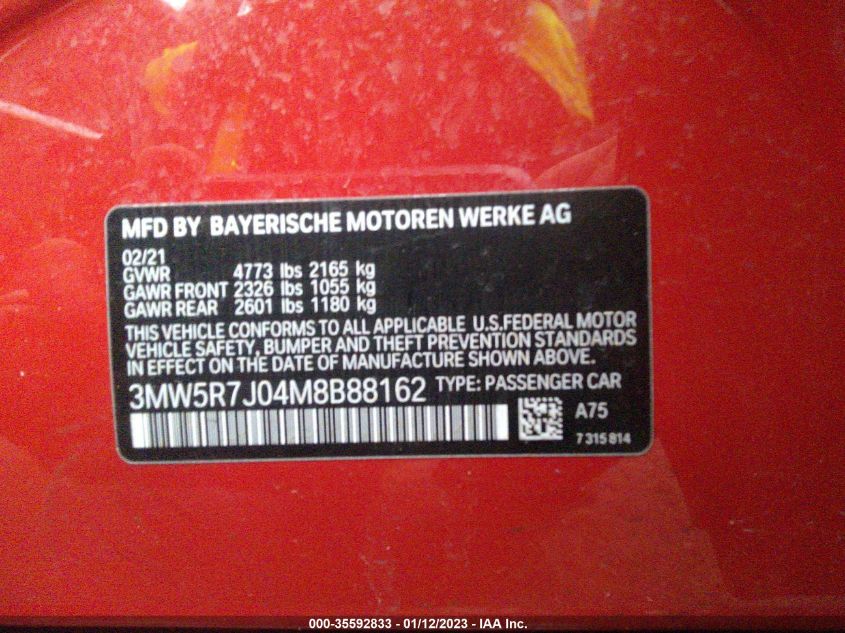 MFD BY BAYERISCHE MOTOREN WERKE AG
02/21
GVWR 4773 lbs 2165 kg
GAWR FRONT 2326 lbs 1055 kg
GAWR REAR 2601 lbs 1180 kg
THIS VEHICLE CONFORMS TO ALL APPLICABLE U.S.FEDERAL MOTOR
VEHICLE SAFETY, BUMPER AND THEFT PREVENTION STANDARDS
IN EFFECT ON THE DATE OF MANUFACTURE SHOWN ABOVE.
3MW5R7J04M8B88162 TYPE: PASSENGER CAR
A75
7 315 814
000-35592833 - 01/12/2023 - IAA Inc.